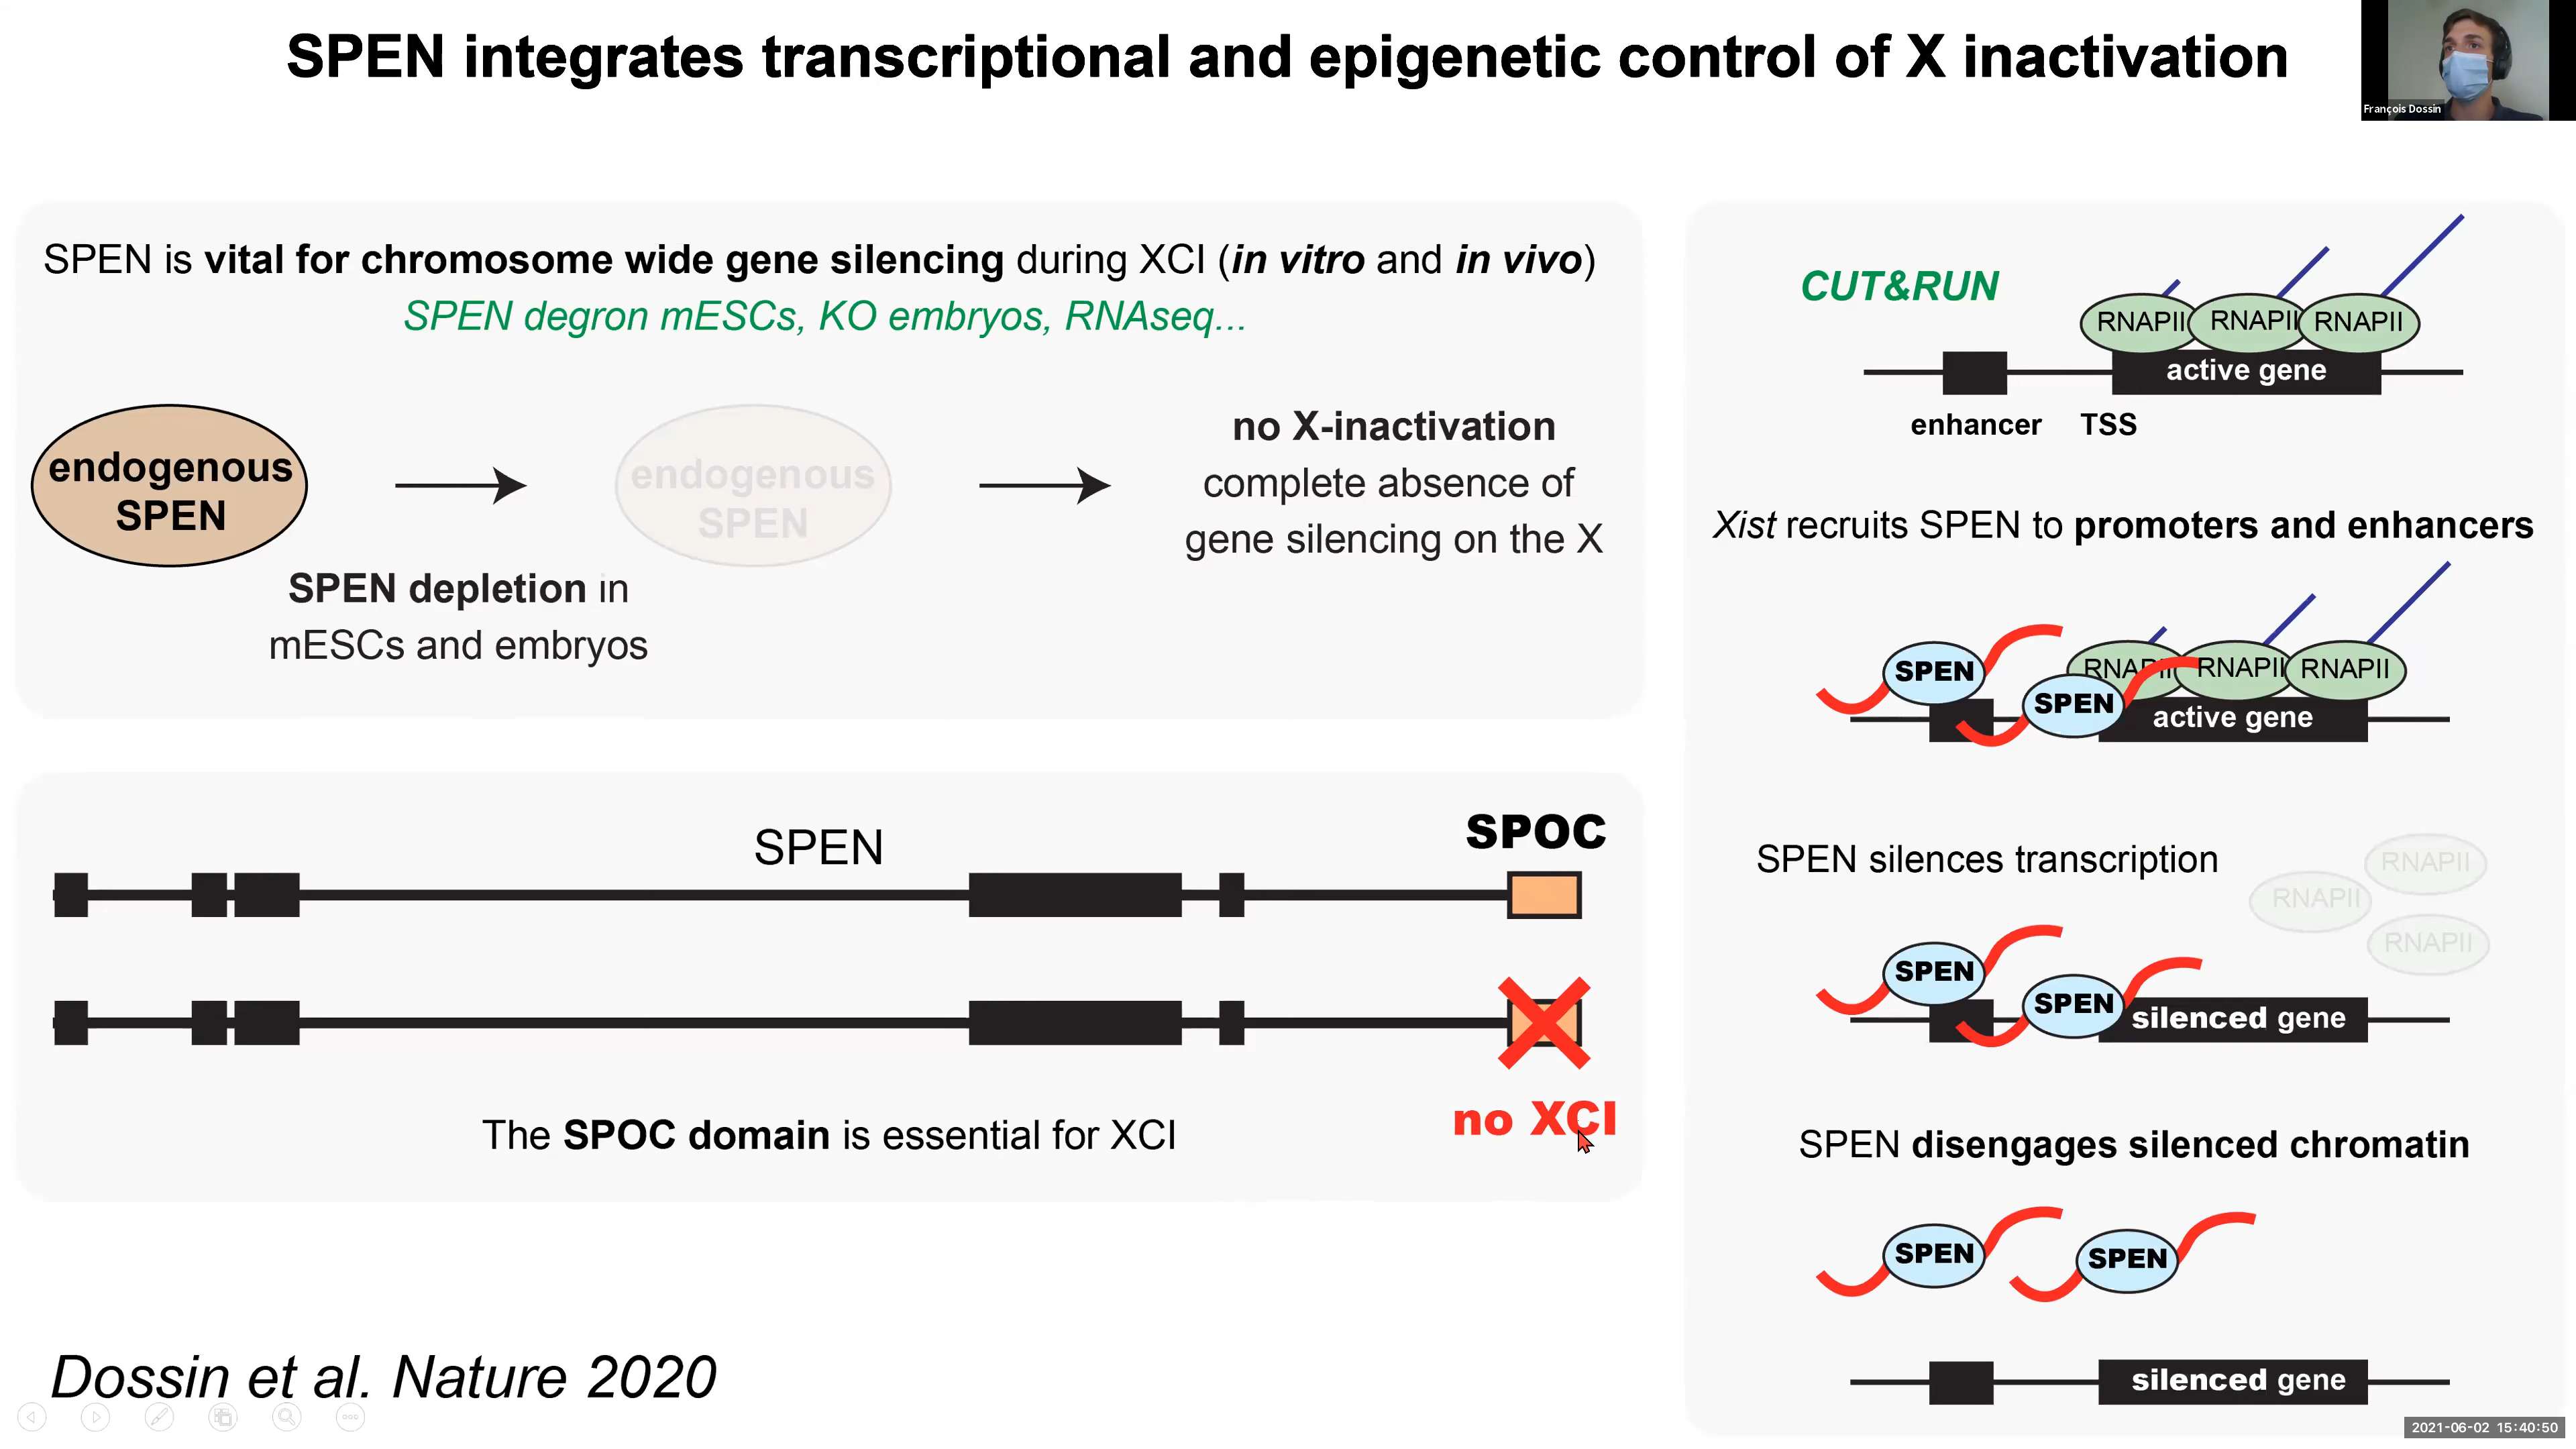 SPEN integrates transcriptional and epigenetic control of X inactivation
François Dossin
SPEN is vital for chromosome wide gene silencing during XCI (in vitro and in vivo)
SPEN degron mESCs, KO embryos, RNAseq...
endogenous
SPEN
endogenous
SPEN
no X-inactivation
complete absence of
gene silencing on the X
SPEN depletion in
mESCs and embryos
SPEN
SPOC
The SPOC domain is essential for XCI
no XCI
Dossin et al. Nature 2020
CUT&RUN
RNAPII RNAPII RNAPII
active gene
enhancer TSS
Xist recruits SPEN to promoters and enhancers
SPEN RNAPII RNAPII RNAPII
SPEN active gene
SPEN silences transcription
RNAPII
RNAPII
RNAPII
SPEN
SPEN silenced gene
SPEN disengages silenced chromatin
SPEN SPEN
silenced gene
2021-06-02 15:40:50